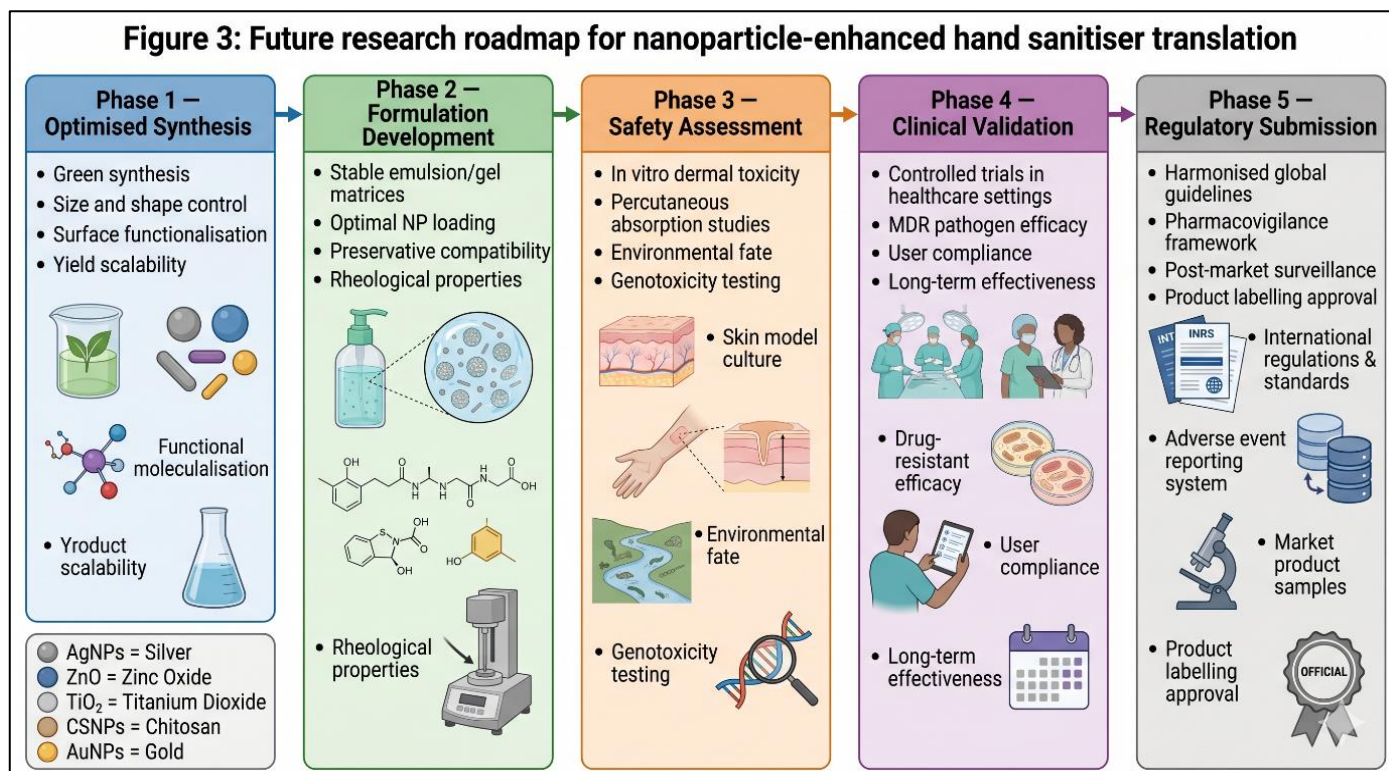 Figure 3: Future research roadmap for nanoparticle-enhanced hand sanitiser translation
Phase 1 —
Optimised Synthesis
• Green synthesis
• Size and shape control
• Surface functionalisation
• Yield scalability
Functional
moleculalisation
• Yroduct
scalability
AgNPs = Silver
ZnO = Zinc Oxide
TiO₂ = Titanium Dioxide
CSNPs = Chitosan
AuNPs = Gold
Phase 2 —
Formulation
Development
• Stable emulsion/gel
matrices
• Optimal NP loading
• Preservative compatibility
• Rheological properties
OH
O
H
N
N
H
O
H
N
O
OH
S
N
OH
O
OH
HO
• Rheological
properties
Phase 3 —
Safety Assessment
• In vitro dermal toxicity
• Percutaneous
absorption studies
• Environmental fate
• Genotoxicity testing
• Skin model
culture
• Environmental
fate
• Genotoxicity
testing
Phase 4 —
Clinical Validation
• Controlled trials in
healthcare settings
• MDR pathogen efficacy
• User compliance
• Long-term effectiveness
• Drug-
resistant
efficacy
• User
compliance
• Long-term
effectiveness
Phase 5 —
Regulatory Submission
• Harmonised global
guidelines
• Pharmacovigilance
framework
• Post-market surveillance
• Product labelling approval
INT
INRS
• International
regulations &
standards
• Adverse event
reporting
system
• Market
product
samples
• Product
labelling
approval
OFFICIAL